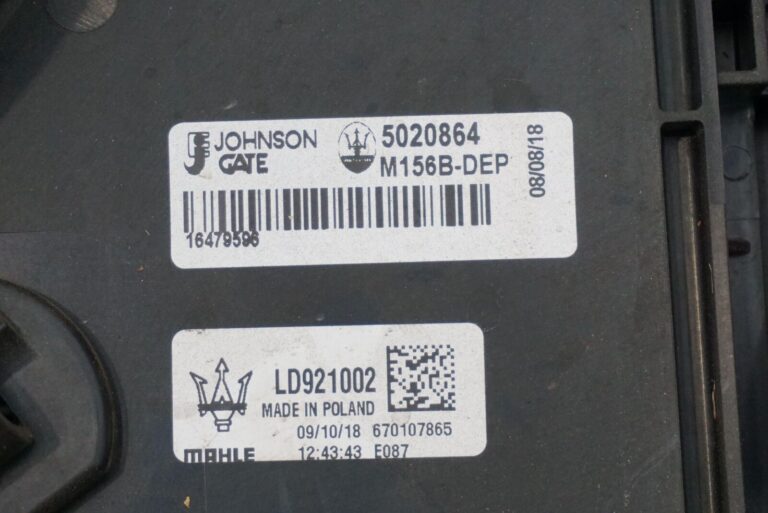 JOHNSON
GATE
5020864
M156B-DEP
08/08/18
16479596
LD921002
MADE IN POLAND
09/10/18 670107865
MAHLE 12:43:43 E087